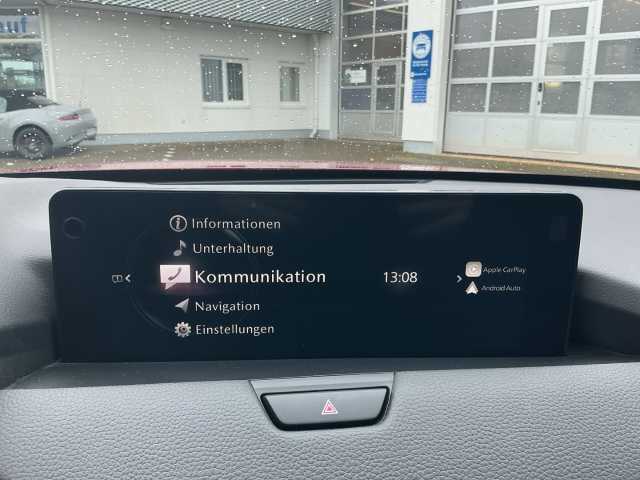 Informationen
Unterhaltung
Kommunikation
13:08
Navigation
Einstellungen
Apple CarPlay
Android Auto